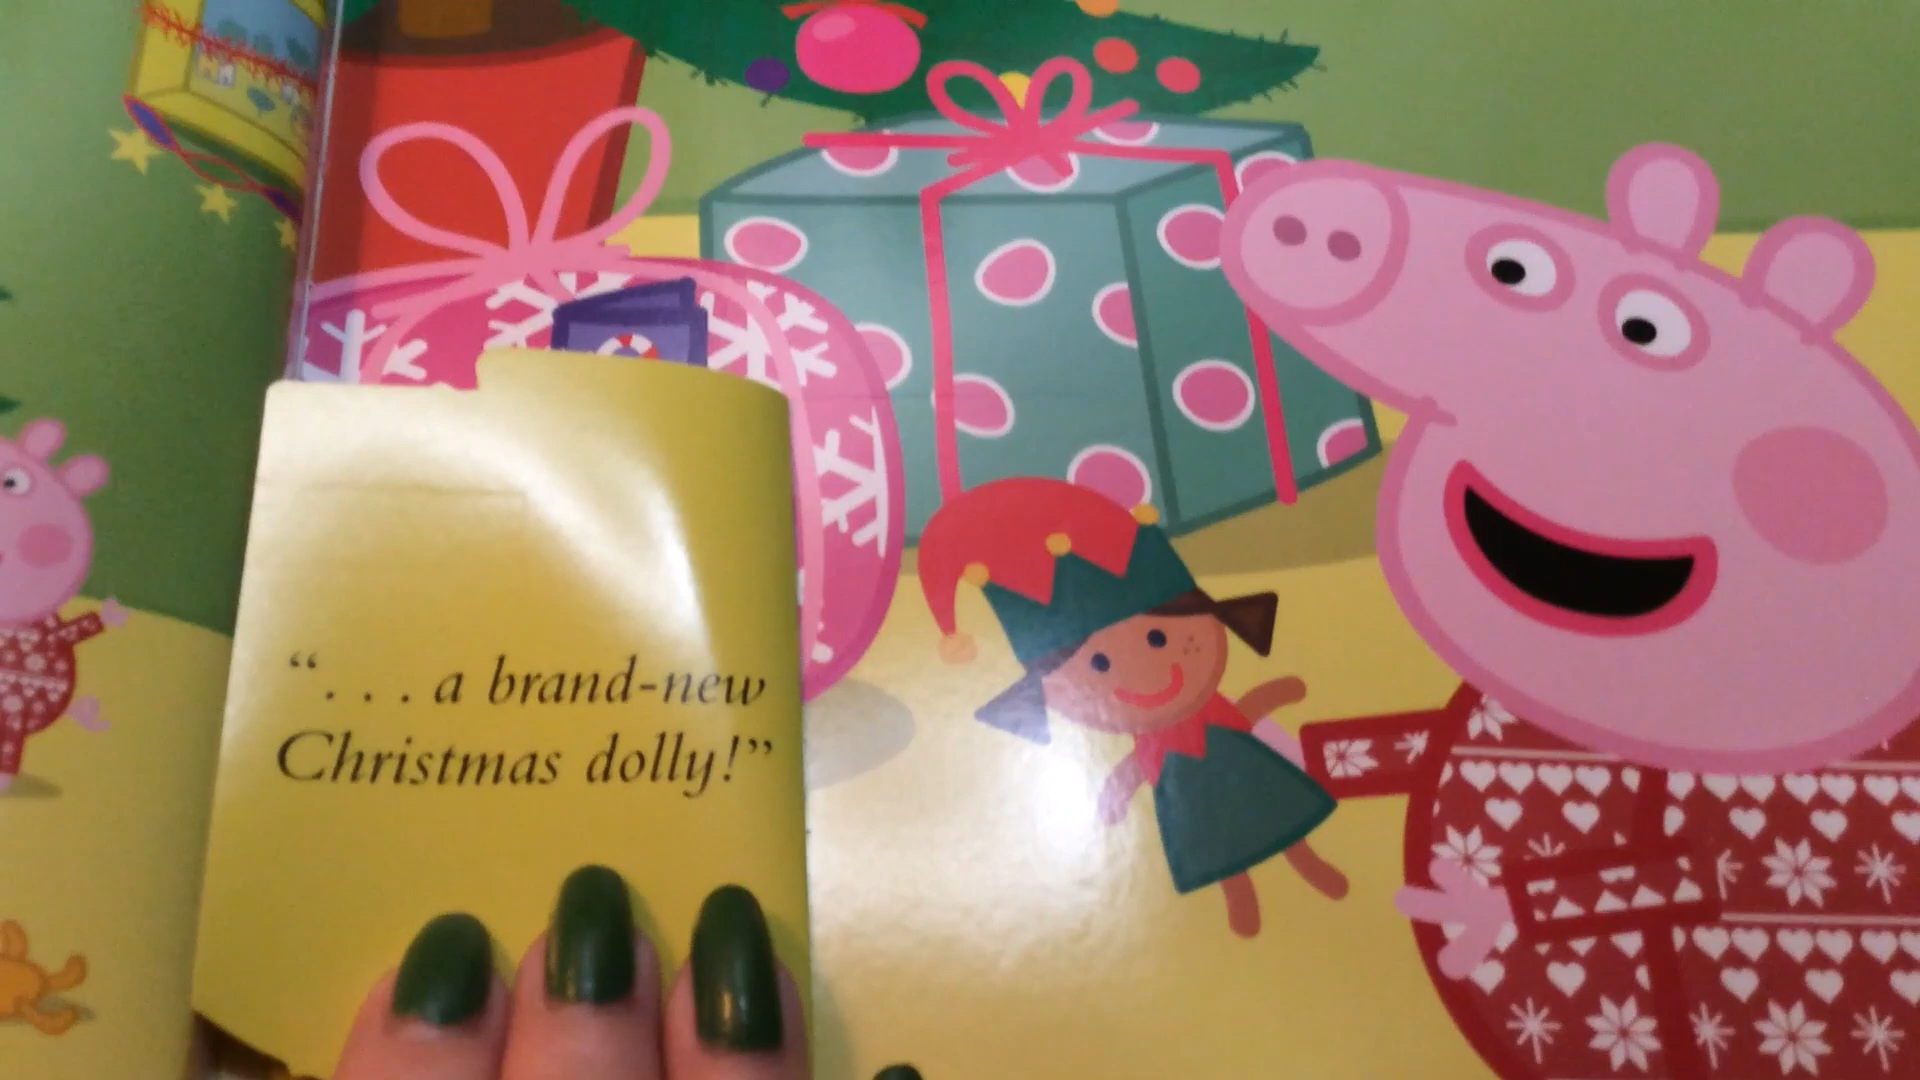 “. . . a brand-new
Christmas dolly!”